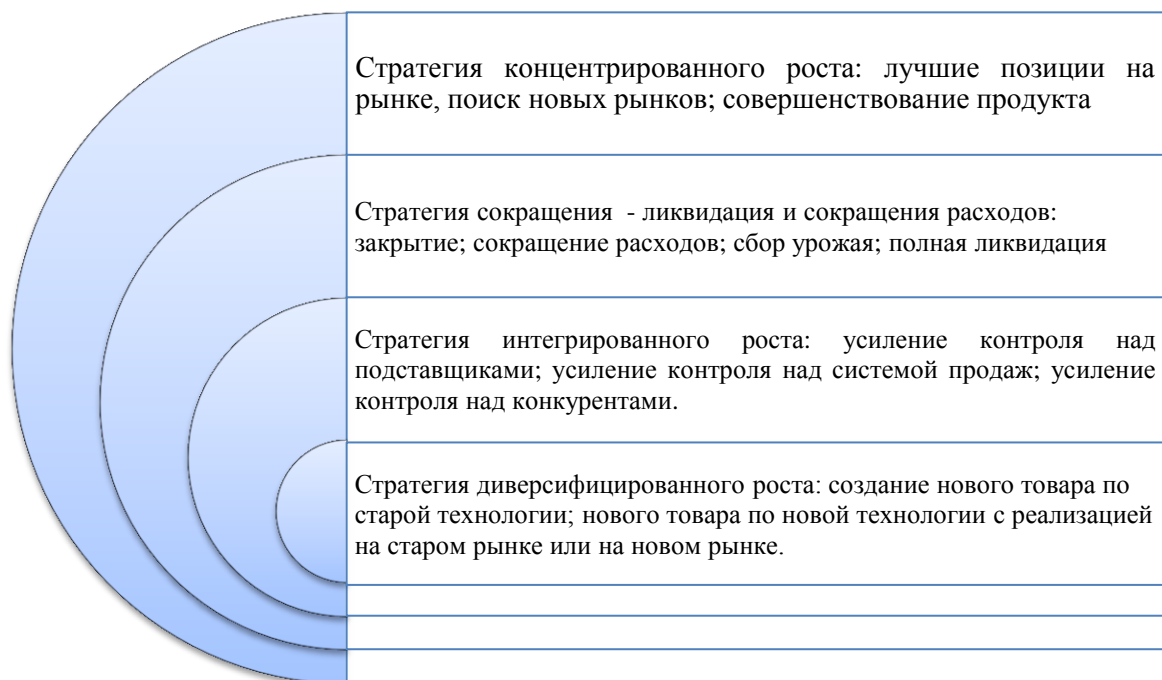 Стратегия концентрированного роста: лучшие позиции на
рынке, поиск новых рынков; совершенствование продукта
Стратегия сокращения - ликвидация и сокращения расходов:
закрытие; сокращение расходов; сбор урожая; полная ликвидация
Стратегия интегрированного роста: усиление контроля над
подставщиками; усиление контроля над системой продаж; усиление
контроля над конкурентами.
Стратегия диверсифицированного роста: создание нового товара по
старой технологии; нового товара по новой технологии с реализацией
на старом рынке или на новом рынке.